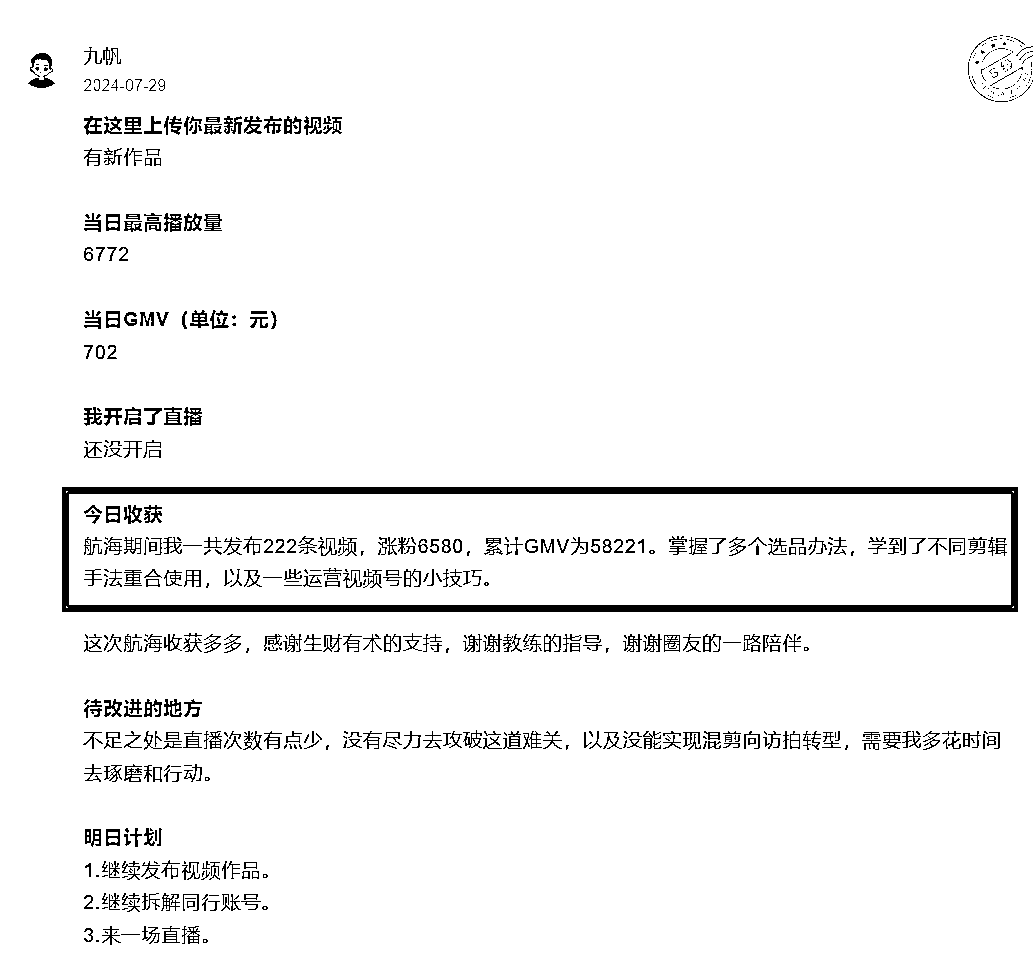 九帆
2024-07-29
在这里上传你最新发布的视频
有新作品
当日最高播放量
6772
当日GMV（单位：元）
702
我开启了直播
还没开启
今日收获
航海期间我一共发布222条视频，涨粉6580，累计GMV为58221。掌握了多个选品办法，学到了不同剪辑
手法重合使用，以及一些运营视频号的小技巧。
这次航海收获多多，感谢生财有术的支持，谢谢教练的指导，谢谢圈友的一路陪伴。
待改进的地方
不足之处是直播次数有点少，没有尽力去攻破这道难关，以及没能实现混剪向访拍转型，需要我多花时间
去琢磨和行动。
明日计划
1.继续发布视频作品。
2.继续拆解同行账号。
3.来一场直播。